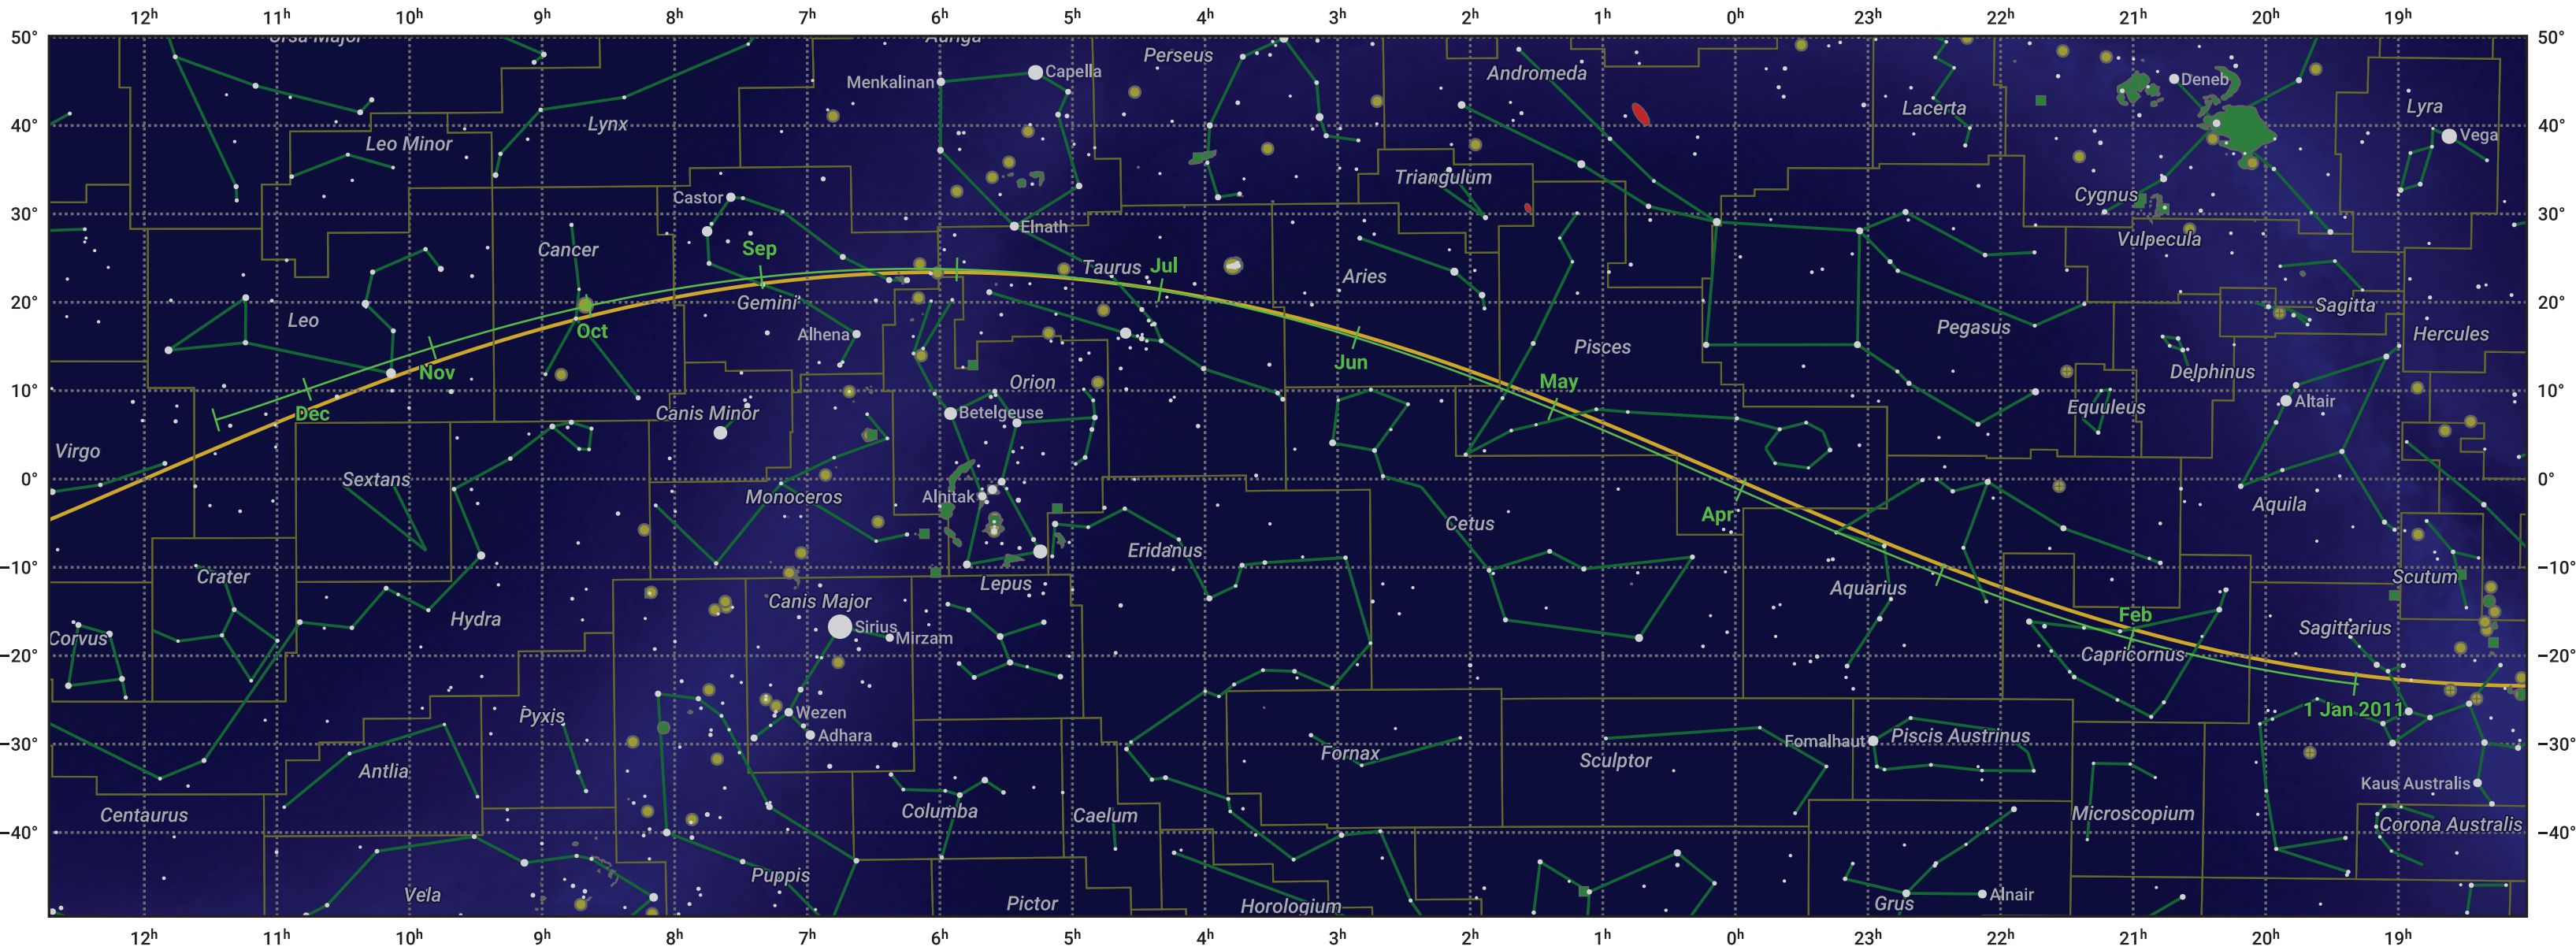 12h 11h 10h 9h 8h 7h 6h 5h 4h 3h 2h 1h 0h 23h 22h 21h 20h 19h
50° Ursa Major Auriga Perseus 50°
Menkalinan Capella Andromeda Deneb
Lynx Lacerta Lyra
40° Leo Minor Vega 40°
Castor Triangulum Cygnus
30° Elnath Vulpecula 30°
Cancer Sep Taurus Jul Aries
20° Leo Oct Gemini Alhena Pegasus Sagitta 20°
Nov Jun Pisces Hercules
10° Dec Canis Minor Orion Betelgeuse May Equuleus Delphinus Altair 10°
Virgo
0° Sextans Monoceros Alnitak Cetus Apr Aquila 0°
Eridanus
−10° Crater Lepus Aquarius Scutum −10°
Corvus Hydra Canis Major Sirius Mirzam Feb Sagittarius
−20° Capricornus −20°
Pyxis Wezen 1 Jan 2011
−30° Antlia Adhara Fornax Sculptor Fomalhaut Piscis Austrinus −30°
Kaus Australis
Centaurus Columba Caelum Microscopium
−40° Corona Australis −40°
Vela Puppis Pictor Horologium Grus Alnair
12h 11h 10h 9h 8h 7h 6h 5h 4h 3h 2h 1h 0h 23h 22h 21h 20h 19h